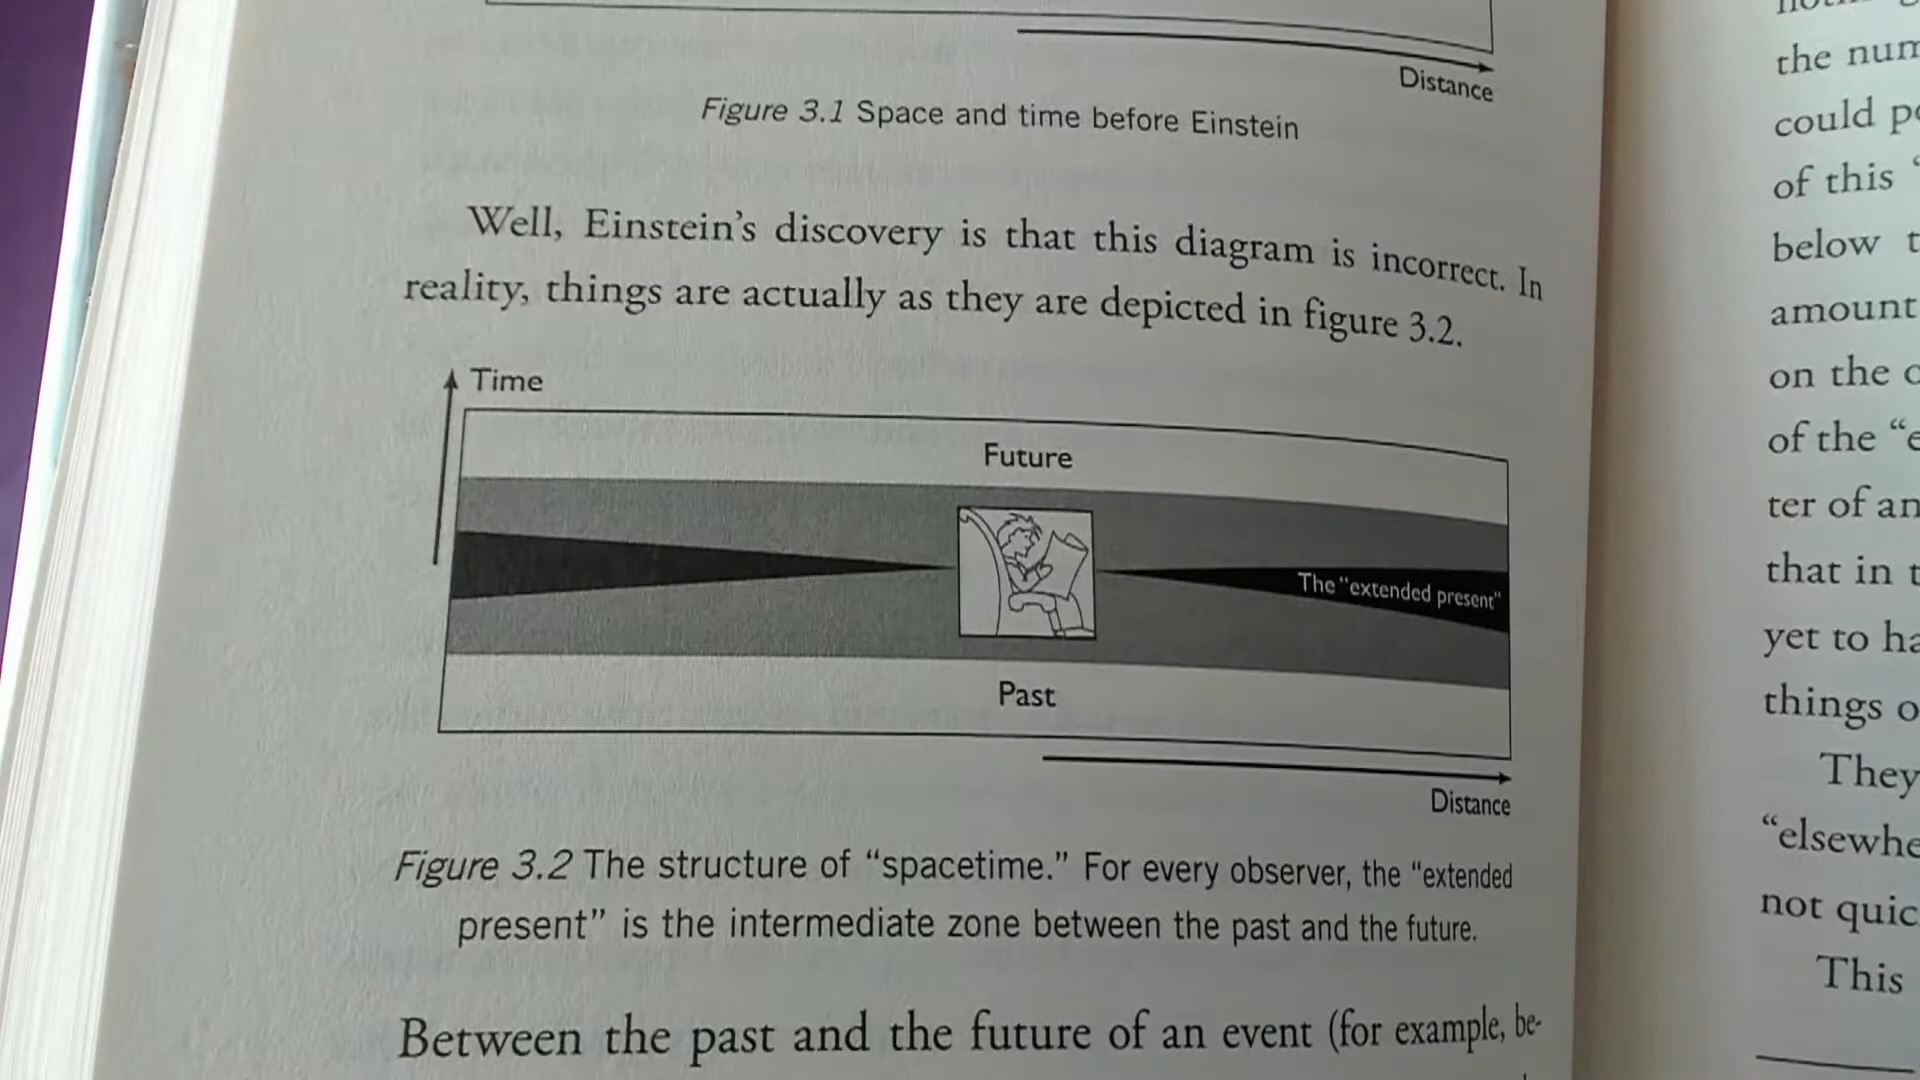 Distance
Figure 3.1 Space and time before Einstein
Well, Einstein's discovery is that this diagram is incorrect. In
reality, things are actually as they are depicted in figure 3.2.
Time
Future
The "extended present"
Past
Distance
Figure 3.2 The structure of “spacetime.” For every observer, the “extended
present” is the intermediate zone between the past and the future.
Between the past and the future of an event (for example, be-
the
could
of this
below
amount
on the
of the
ter of
that in
yet to
things
They
not
This